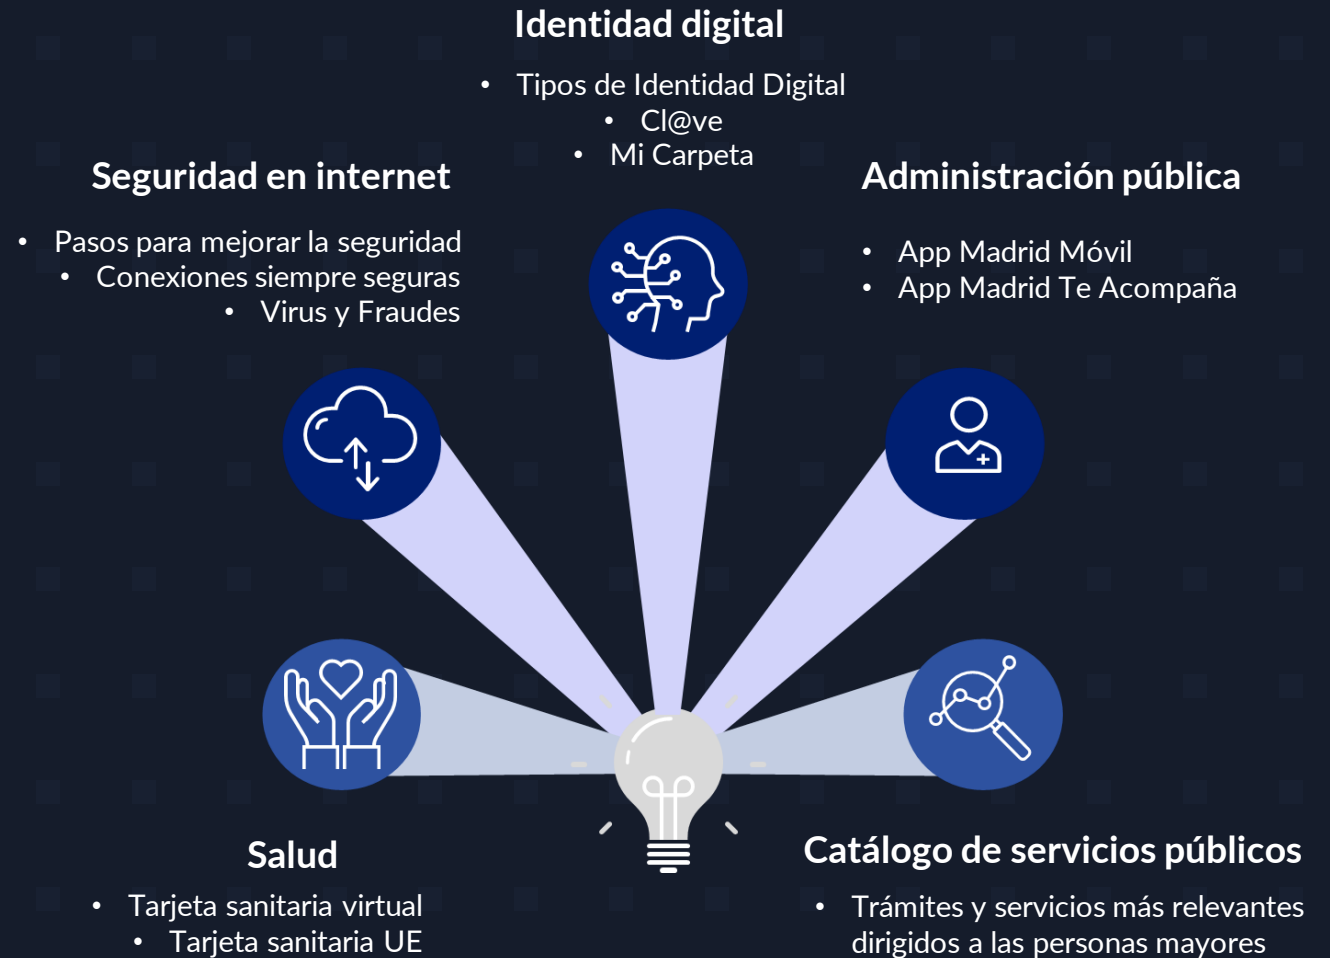 Identidad digital
• Tipos de Identidad Digital
• Cl@ve
• Mi Carpeta
Seguridad en internet
• Pasos para mejorar la seguridad
• Conexiones siempre seguras
• Virus y Fraudes
Administración pública
• App Madrid Móvil
• App Madrid Te Acompaña
Salud
• Tarjeta sanitaria virtual
• Tarjeta sanitaria UE
Catálogo de servicios públicos
• Trámites y servicios más relevantes
dirigidos a las personas mayores